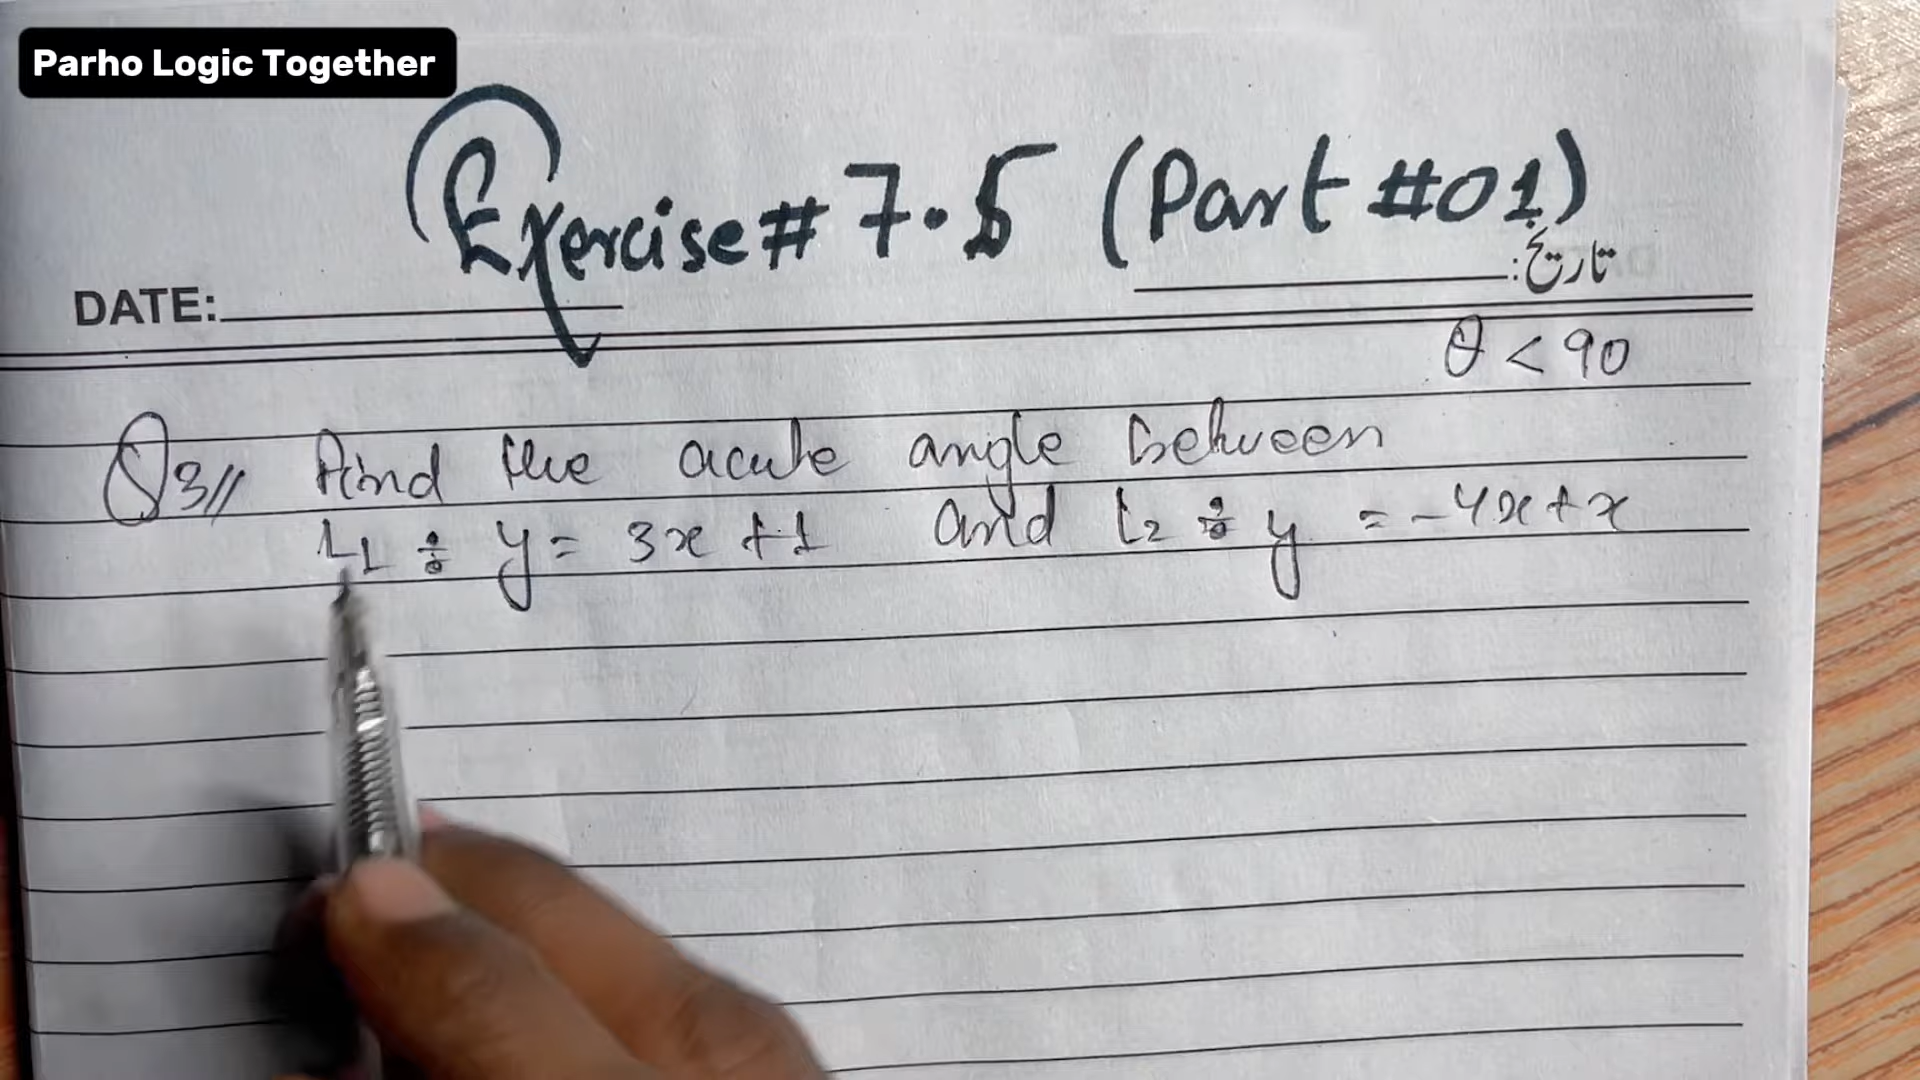 Parho Logic Together
Exercise # 7.5 (Part #01)
DATE: تاریخ:
θ < 90
Q3// Find the acute angle between
L1 : y = 3x + 1 and L2 : y = -4x + x